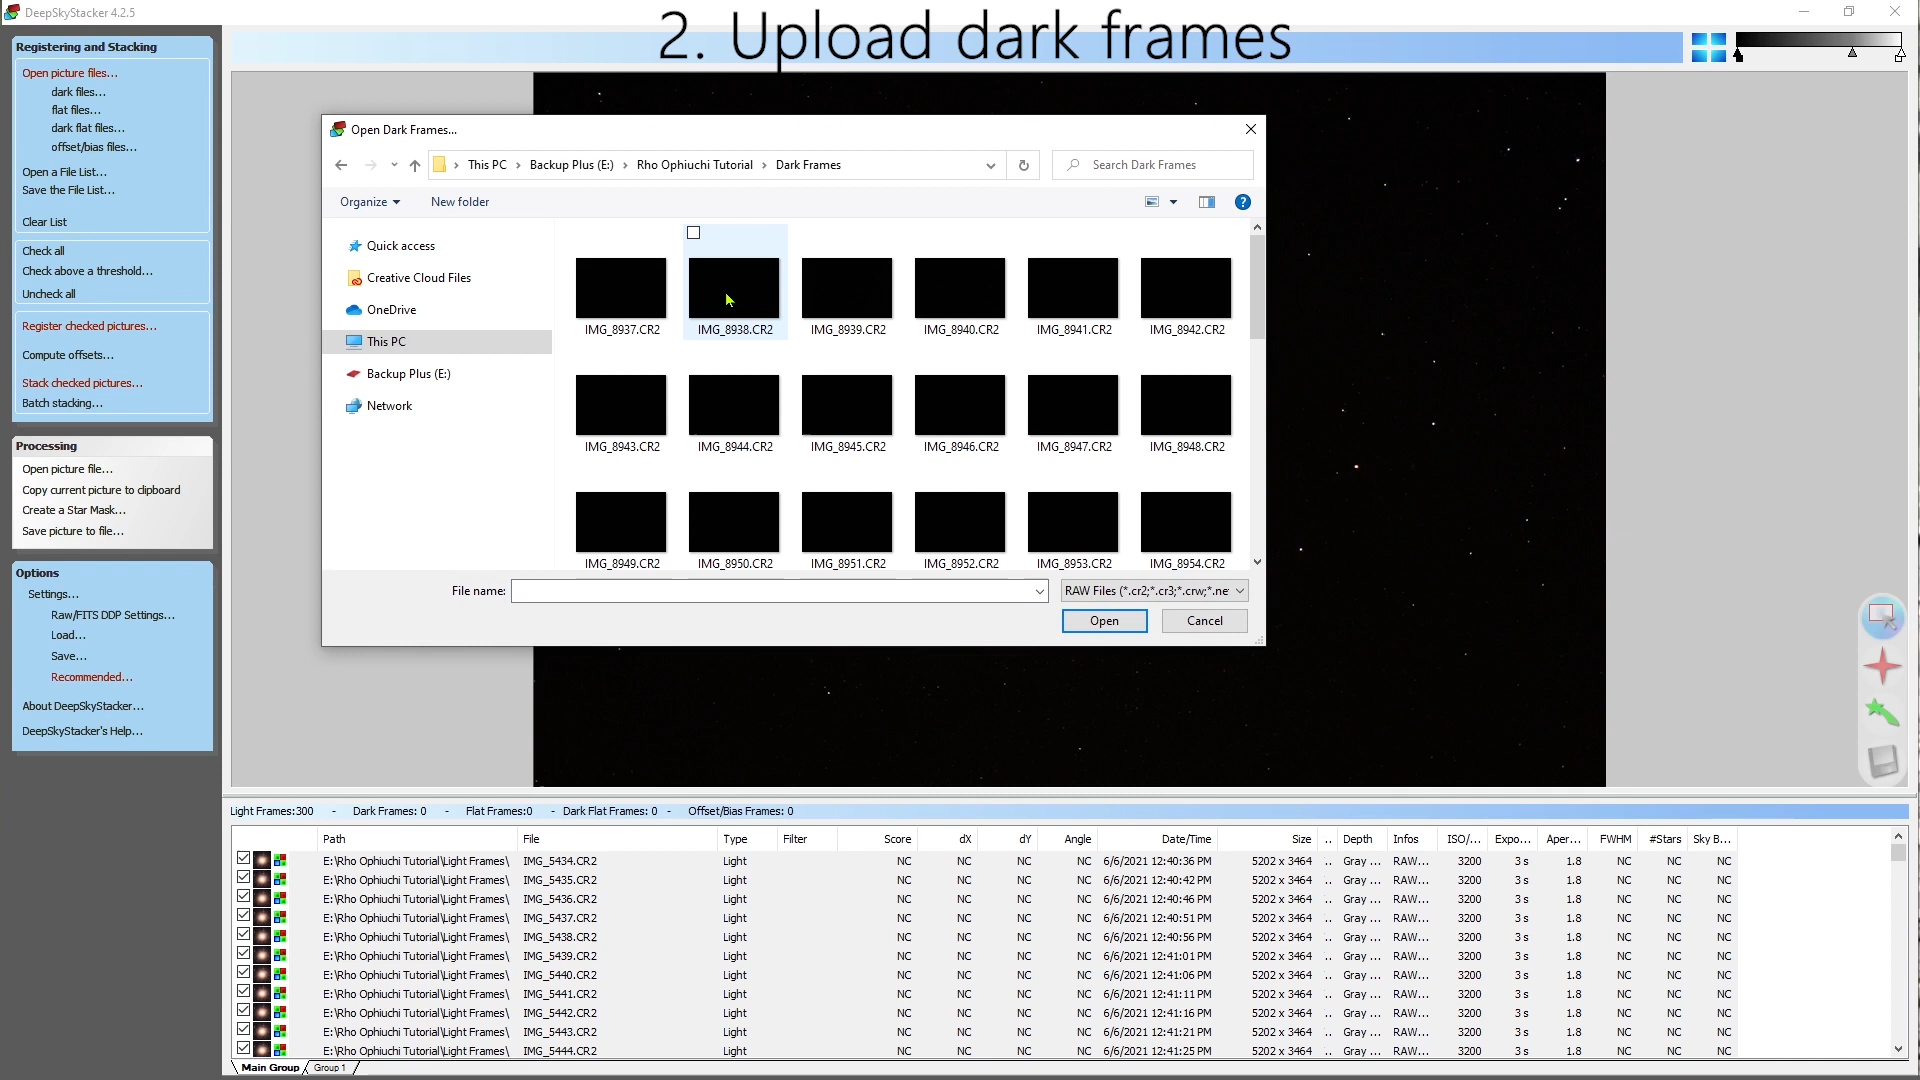 DeepSkyStacker 4.2.5
2. Upload dark frames
Registering and Stacking
Open picture files...
dark files...
flat files...
dark flat files...
offset/bias files...
Open a File List...
Save the File List...
Clear List
Check all
Check above a threshold...
Uncheck all
Register checked pictures...
Compute offsets...
Stack checked pictures...
Batch stacking...
Processing
Open picture file...
Copy current picture to clipboard
Create a Star Mask...
Save picture to file...
Options
Settings...
Raw/FITS DDP Settings...
Load...
Save...
Recommended...
About DeepSkyStacker...
DeepSkyStacker's Help...
Open Dark Frames...
This PC > Backup Plus (E:) > Rho Ophiuchi Tutorial > Dark Frames
Search Dark Frames
Organize New folder ?
Quick access
Creative Cloud Files
OneDrive
This PC
Backup Plus (E:)
Network
IMG_8937.CR2 IMG_8938.CR2 IMG_8939.CR2 IMG_8940.CR2 IMG_8941.CR2 IMG_8942.CR2
IMG_8943.CR2 IMG_8944.CR2 IMG_8945.CR2 IMG_8946.CR2 IMG_8947.CR2 IMG_8948.CR2
IMG_8949.CR2 IMG_8950.CR2 IMG_8951.CR2 IMG_8952.CR2 IMG_8953.CR2 IMG_8954.CR2
File name: RAW Files (*.cr2;*.cr3;*.crw;*.ne
Open Cancel
Light Frames:300 - Dark Frames: 0 - Flat Frames:0 - Dark Flat Frames: 0 - Offset/Bias Frames: 0
Path File Type Filter Score dX dY Angle Date/Time Size .. Depth Infos ISO/... Expo... Aper... FWHM #Stars Sky B...
E:\Rho Ophiuchi Tutorial\Light Frames\ IMG_5434.CR2 Light NC NC NC NC 6/6/2021 12:40:36 PM 5202 x 3464 .. Gray ... RAW... 3200 3 s 1.8 NC NC NC
E:\Rho Ophiuchi Tutorial\Light Frames\ IMG_5435.CR2 Light NC NC NC NC 6/6/2021 12:40:42 PM 5202 x 3464 .. Gray ... RAW... 3200 3 s 1.8 NC NC NC
E:\Rho Ophiuchi Tutorial\Light Frames\ IMG_5436.CR2 Light NC NC NC NC 6/6/2021 12:40:46 PM 5202 x 3464 .. Gray ... RAW... 3200 3 s 1.8 NC NC NC
E:\Rho Ophiuchi Tutorial\Light Frames\ IMG_5437.CR2 Light NC NC NC NC 6/6/2021 12:40:51 PM 5202 x 3464 .. Gray ... RAW... 3200 3 s 1.8 NC NC NC
E:\Rho Ophiuchi Tutorial\Light Frames\ IMG_5438.CR2 Light NC NC NC NC 6/6/2021 12:40:56 PM 5202 x 3464 .. Gray ... RAW... 3200 3 s 1.8 NC NC NC
E:\Rho Ophiuchi Tutorial\Light Frames\ IMG_5439.CR2 Light NC NC NC NC 6/6/2021 12:41:01 PM 5202 x 3464 .. Gray ... RAW... 3200 3 s 1.8 NC NC NC
E:\Rho Ophiuchi Tutorial\Light Frames\ IMG_5440.CR2 Light NC NC NC NC 6/6/2021 12:41:06 PM 5202 x 3464 .. Gray ... RAW... 3200 3 s 1.8 NC NC NC
E:\Rho Ophiuchi Tutorial\Light Frames\ IMG_5441.CR2 Light NC NC NC NC 6/6/2021 12:41:11 PM 5202 x 3464 .. Gray ... RAW... 3200 3 s 1.8 NC NC NC
E:\Rho Ophiuchi Tutorial\Light Frames\ IMG_5442.CR2 Light NC NC NC NC 6/6/2021 12:41:16 PM 5202 x 3464 .. Gray ... RAW... 3200 3 s 1.8 NC NC NC
E:\Rho Ophiuchi Tutorial\Light Frames\ IMG_5443.CR2 Light NC NC NC NC 6/6/2021 12:41:21 PM 5202 x 3464 .. Gray ... RAW... 3200 3 s 1.8 NC NC NC
E:\Rho Ophiuchi Tutorial\Light Frames\ IMG_5444.CR2 Light NC NC NC NC 6/6/2021 12:41:25 PM 5202 x 3464 .. Gray ... RAW... 3200 3 s 1.8 NC NC NC
Main Group Group 1